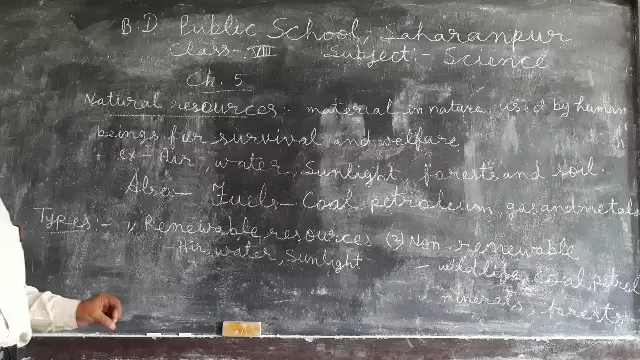 B.D Public School, Saharanpur
Class:- VIII Subject:- Science
Ch. 5
Natural resources:- material in nature used by human
beings for survival and welfare
ex- Air, water, Sunlight, forests and soil.
Also- Fuels- Coal, petroleum, gas and metal
Types:- 1) Renewable resources (2) Non renewable
Air, water, Sunlight - wildlife, coal, petrol
minerals, forests,